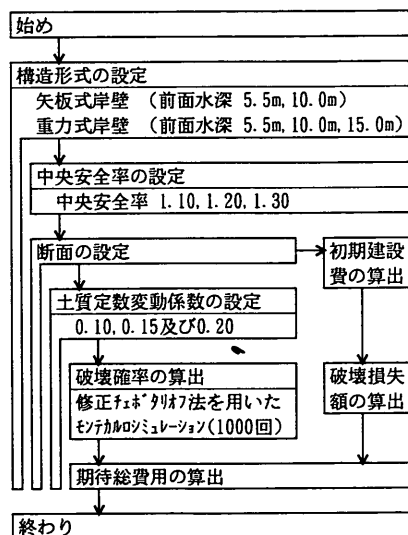 始め
構造形式の設定
矢板式岸壁 (前面水深 5.5m,10.0m)
重力式岸壁 (前面水深 5.5m,10.0m,15.0m)
中央安全率の設定
中央安全率 1.10,1.20,1.30
断面の設定
初期建設
費の算出
土質定数変動係数の設定
0.10,0.15及び0.20
破壊確率の算出
修正ﾁｪﾎﾞﾀﾘｵﾌ法を用いた
ﾓﾝﾃｶﾙﾛｼﾐｭﾚｰｼｮﾝ(1000回)
破壊損失
額の算出
期待総費用の算出
終わり